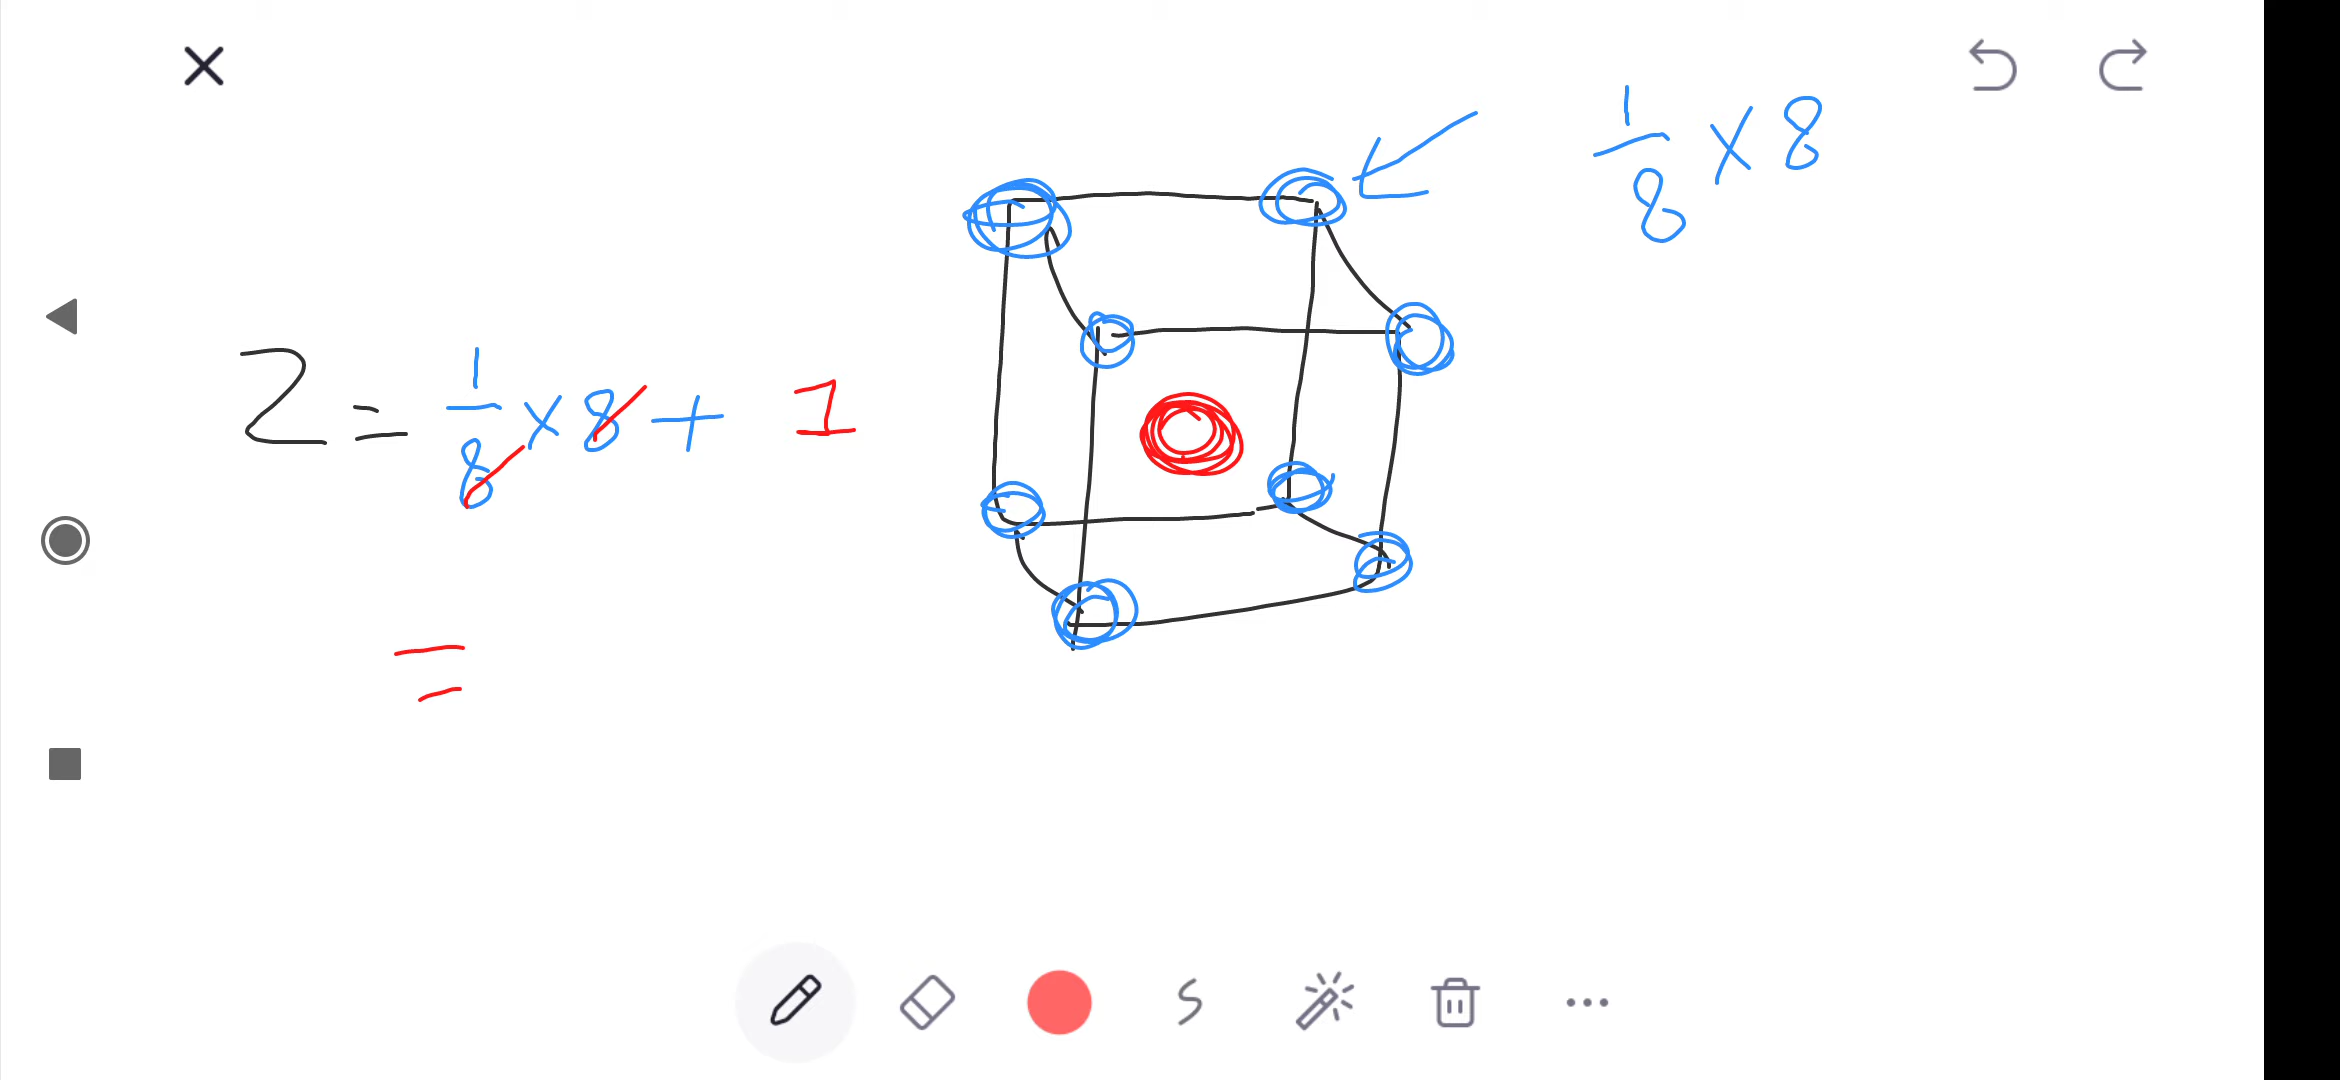 1/8 × 8
Z = 1/8 × 8 + 1
=